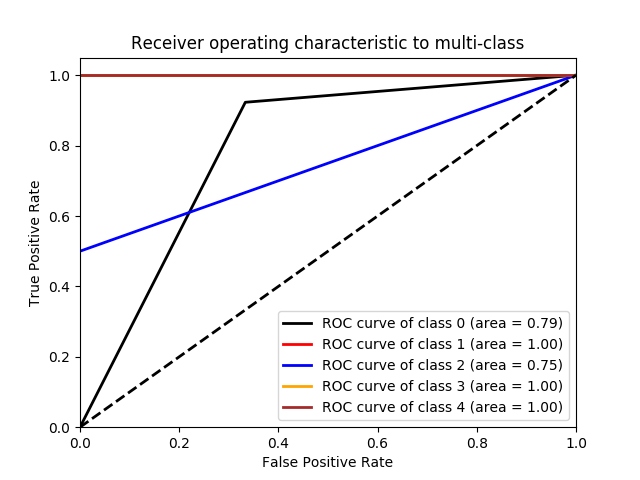 Receiver operating characteristic to multi-class
1.0
0.8
0.6
0.4
0.2
0.0
True Positive Rate
ROC curve of class 0 (area = 0.79)
ROC curve of class 1 (area = 1.00)
ROC curve of class 2 (area = 0.75)
ROC curve of class 3 (area = 1.00)
ROC curve of class 4 (area = 1.00)
0.0 0.2 0.4 0.6 0.8 1.0
False Positive Rate